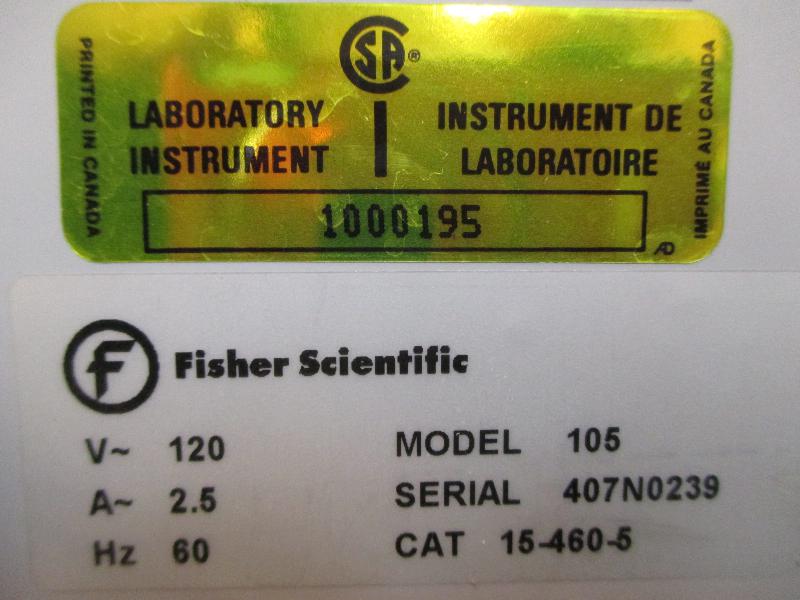 CSA®
PRINTED IN CANADA
LABORATORY
INSTRUMENT
INSTRUMENT DE
LABORATOIRE
IMPRIMÉ AU CANADA
1000195
F Fisher Scientific
V~ 120
A~ 2.5
Hz 60
MODEL 105
SERIAL 407N0239
CAT 15-460-5